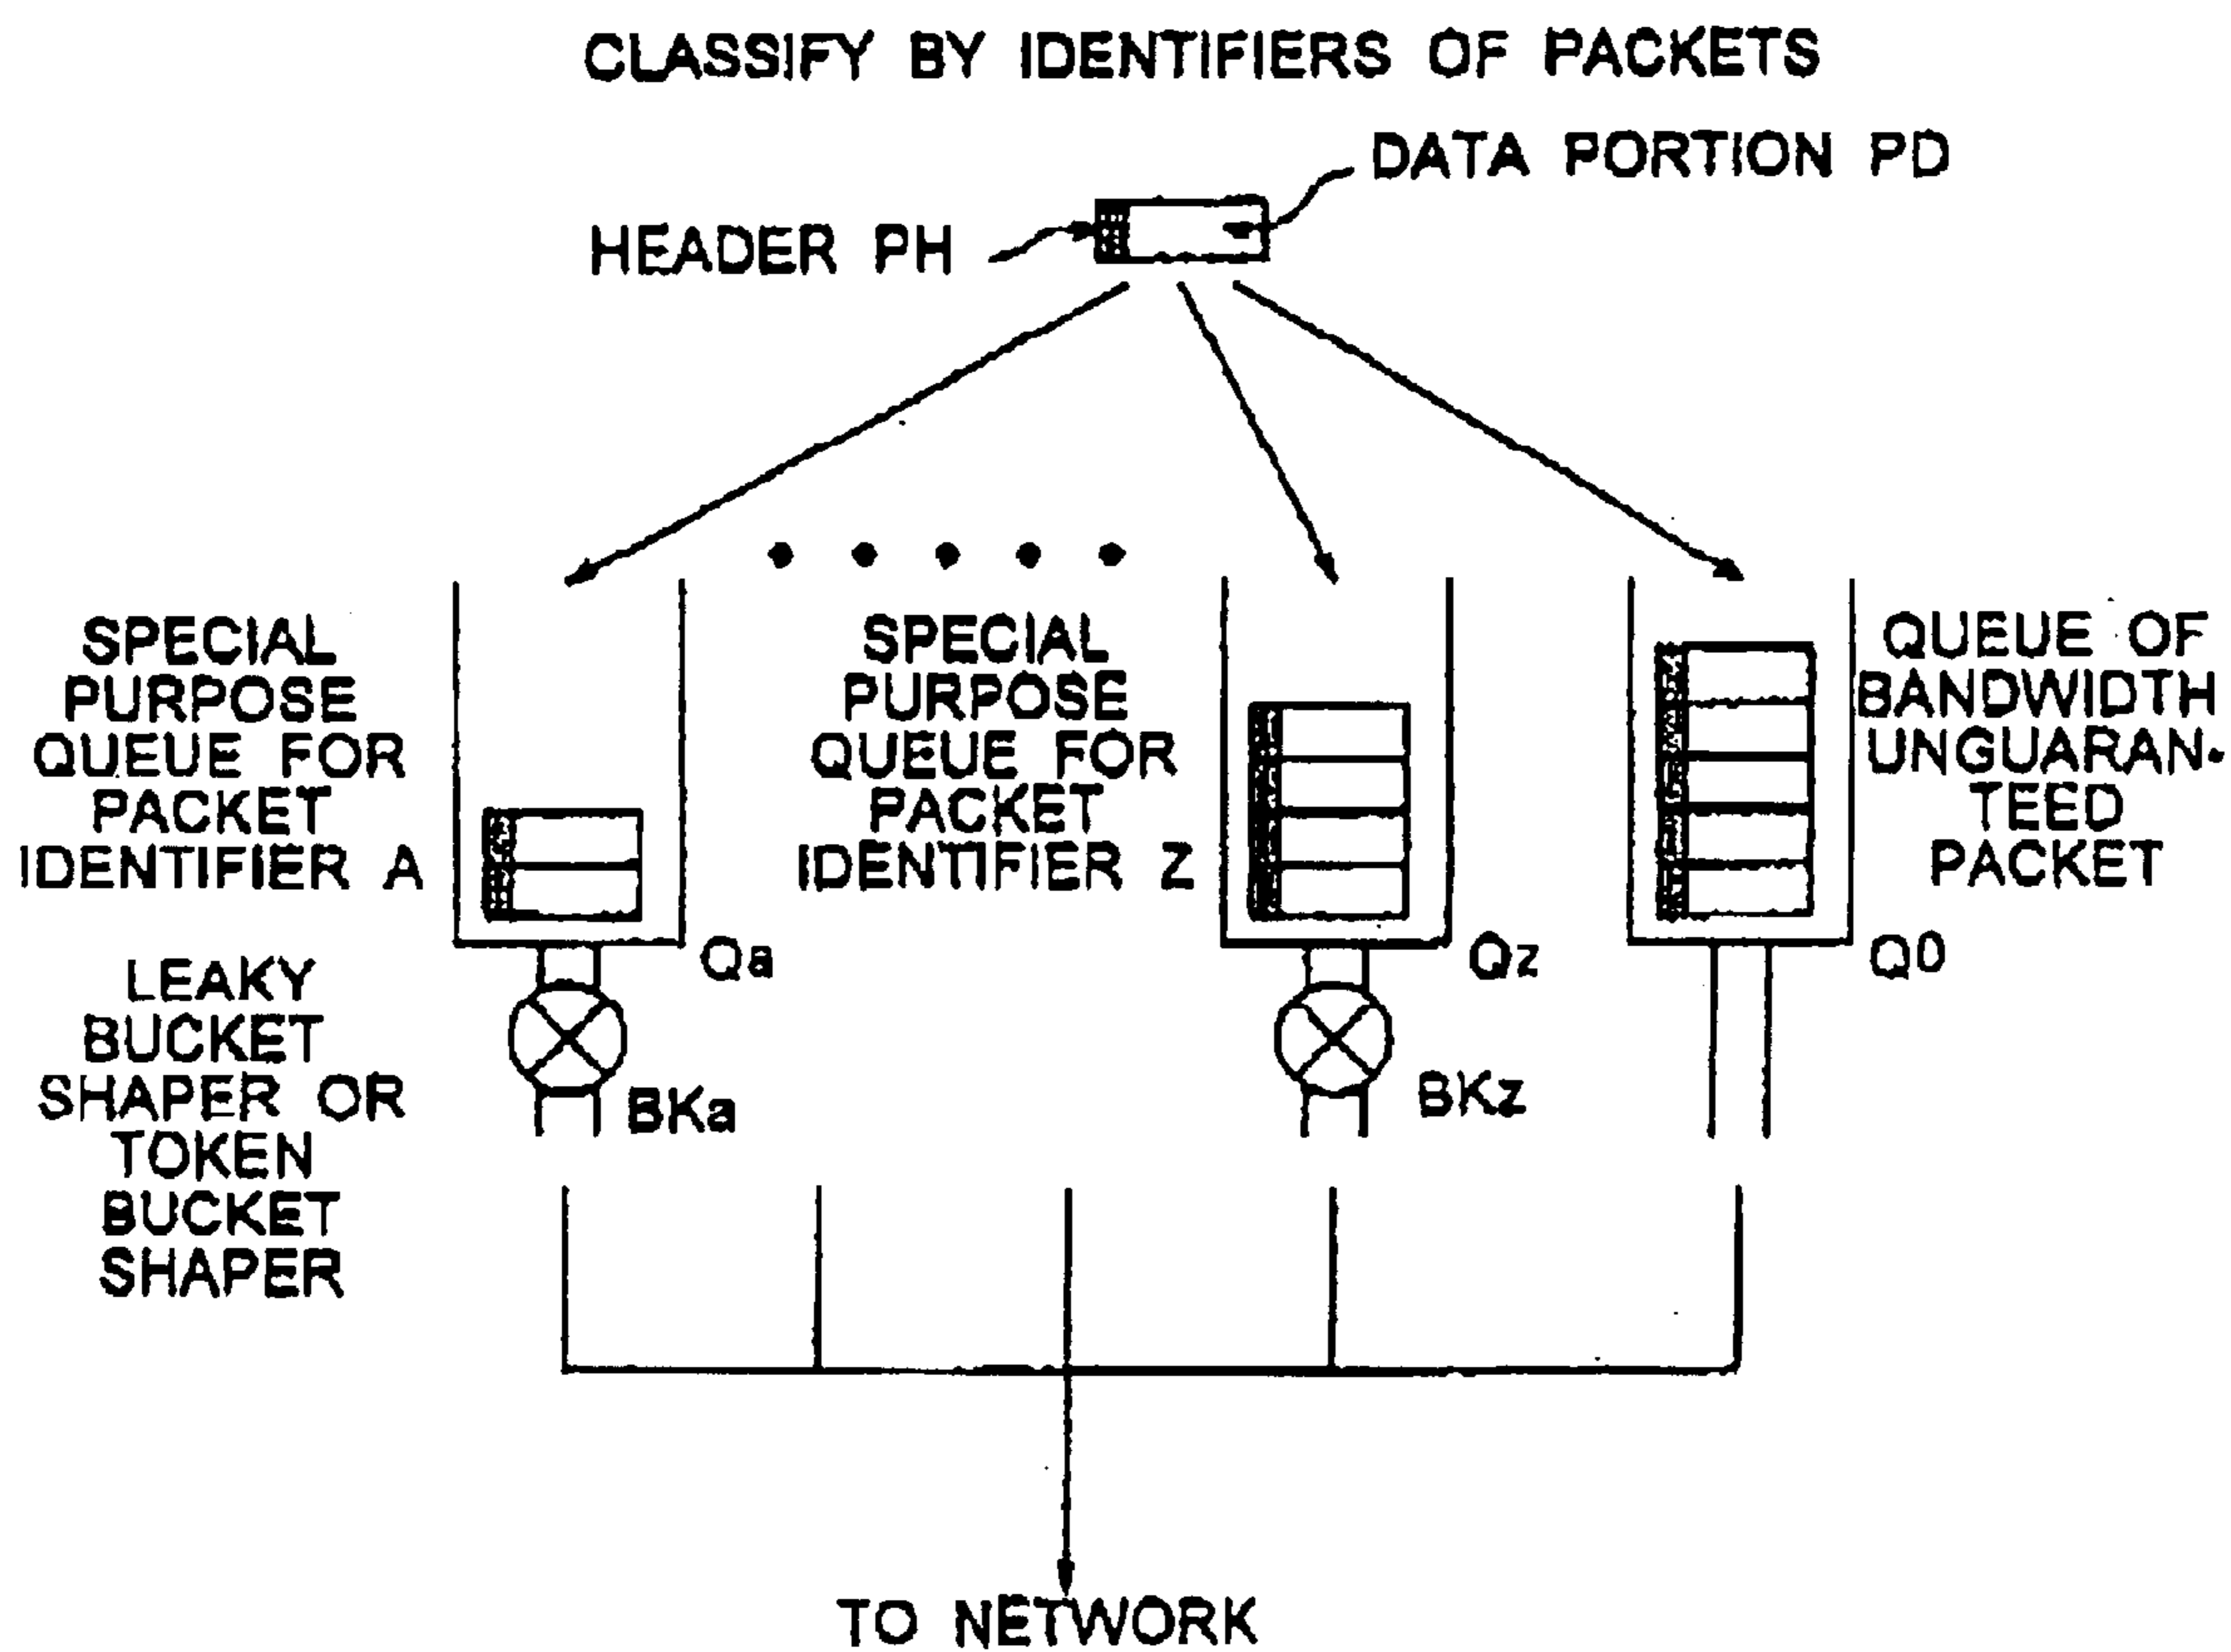 CLASSIFY BY IDENTIFIERS OF PACKETS
DATA PORTION PD
HEADER PH
SPECIAL
PURPOSE
QUEUE FOR
PACKET
IDENTIFIER A
SPECIAL
PURPOSE
QUEUE FOR
PACKET
IDENTIFIER Z
QUEUE OF
BANDWIDTH
UNGUARAN-
TEED
PACKET
Qa
Qz
Q0
LEAKY
BUCKET
SHAPER OR
TOKEN
BUCKET
SHAPER
BKa
BKz
TO NETWORK